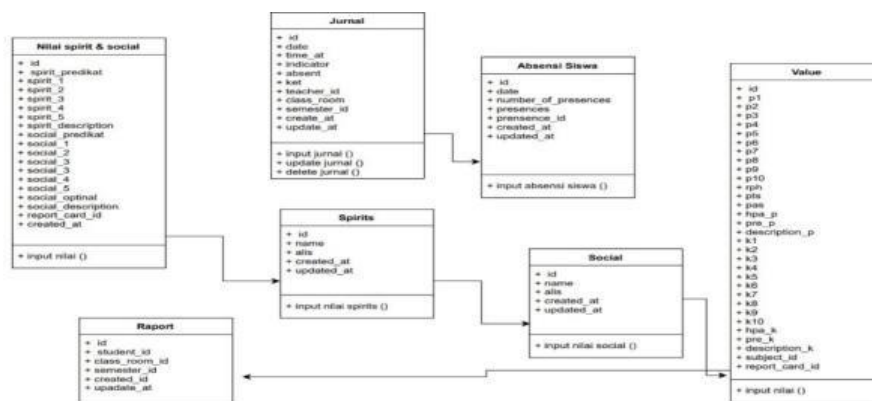 Nilai spirit & social
+ id
+ spirit_predikat
+ spirit_1
+ spirit_2
+ spirit_3
+ spirit_4
+ spirit_5
+ spirit_description
+ social_predikat
+ social_1
+ social_2
+ social_3
+ social_3
+ social_4
+ social_5
+ social_optinal
+ social_description
+ report_card_id
+ created_at
+ input nilai ()
Jurnal
+ id
+ date
+ time_at
+ indicator
+ absent
+ ket
+ teacher_id
+ class_room
+ semester_id
+ create_at
+ update_at
+ input jurnal ()
+ update jurnal ()
+ delete jurnal ()
Absensi Siswa
+ id
+ date
+ number_of_presences
+ presences
+ prensence_id
+ created_at
+ updated_at
+ input absensi siswa ()
Value
+ id
+ p1
+ p2
+ p3
+ p4
+ p5
+ p6
+ p7
+ p8
+ p9
+ p10
+ rph
+ pts
+ pas
+ hpa_p
+ pre_p
+ description_p
+ k1
+ k2
+ k3
+ k4
+ k5
+ k6
+ k7
+ k8
+ k9
+ k10
+ hpa_k
+ pre_k
+ description_k
+ subject_id
+ report_card_id
+ input nilai ()
Spirits
+ id
+ name
+ alis
+ created_at
+ updated_at
+ input nilai spirits ()
Social
+ id
+ name
+ alis
+ created_at
+ updated_at
+ input nilai social ()
Raport
+ id
+ student_id
+ class_room_id
+ semester_id
+ created_id
+ upadate_at